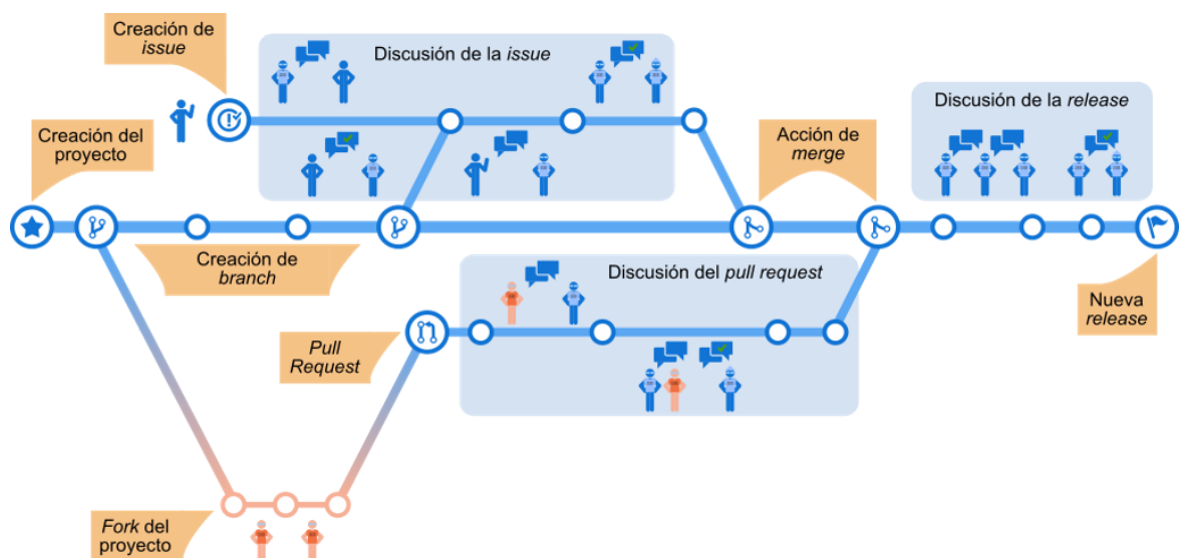 Creación de
issue
Discusión de la issue
Discusión de la release
Creación del
proyecto
Acción de
merge
Creación de
branch
Discusión del pull request
Nueva
release
Pull
Request
Fork del
proyecto